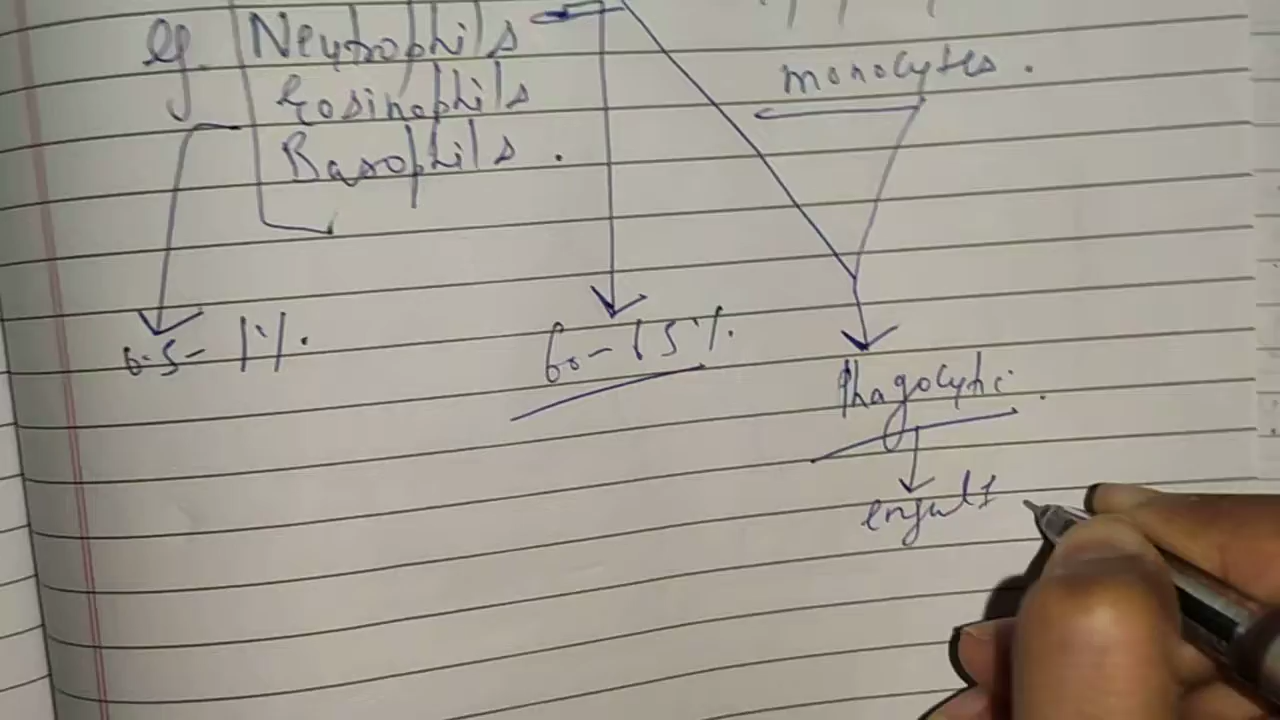 eg. Neutrophils
Eosinophils
Basophils.
monocytes.
0.5-1%.
60-65%.
Phagocytic.
engulf